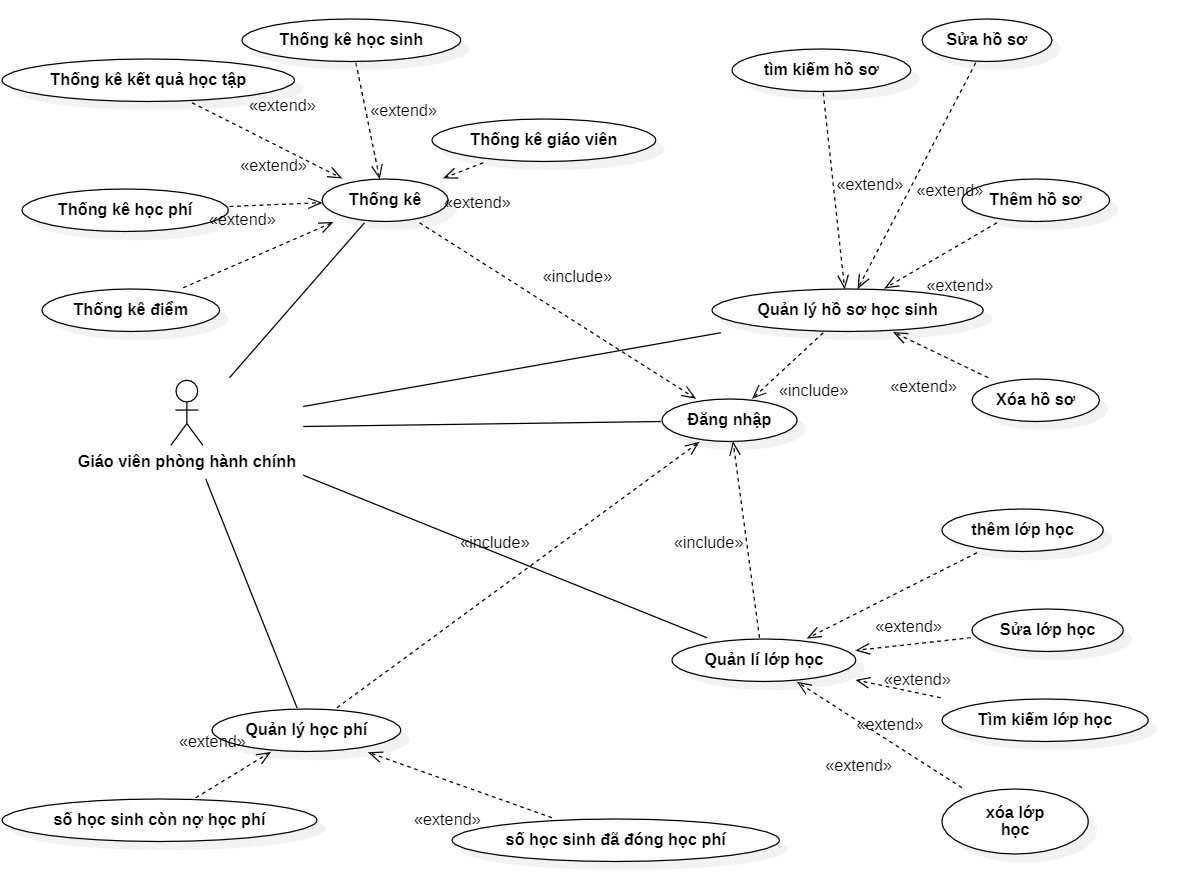 Thống kê học sinh
Sửa hồ sơ
Thống kê kết quả học tập
tìm kiếm hồ sơ
«extend»
«extend»
Thống kê giáo viên
«extend»
Thống kê
«extend»
«extend»
«extend»
Thêm hồ sơ
Thống kê học phí
«extend»
«include»
«extend»
Thống kê điểm
Quản lý hồ sơ học sinh
«include»
«extend»
Xóa hồ sơ
Đăng nhập
Giáo viên phòng hành chính
thêm lớp học
«include»
«include»
«extend»
Sửa lớp học
Quản lí lớp học
«extend»
Tìm kiếm lớp học
«extend»
Quản lý học phí
«extend»
«extend»
số học sinh còn nợ học phí
«extend»
số học sinh đã đóng học phí
xóa lớp
học